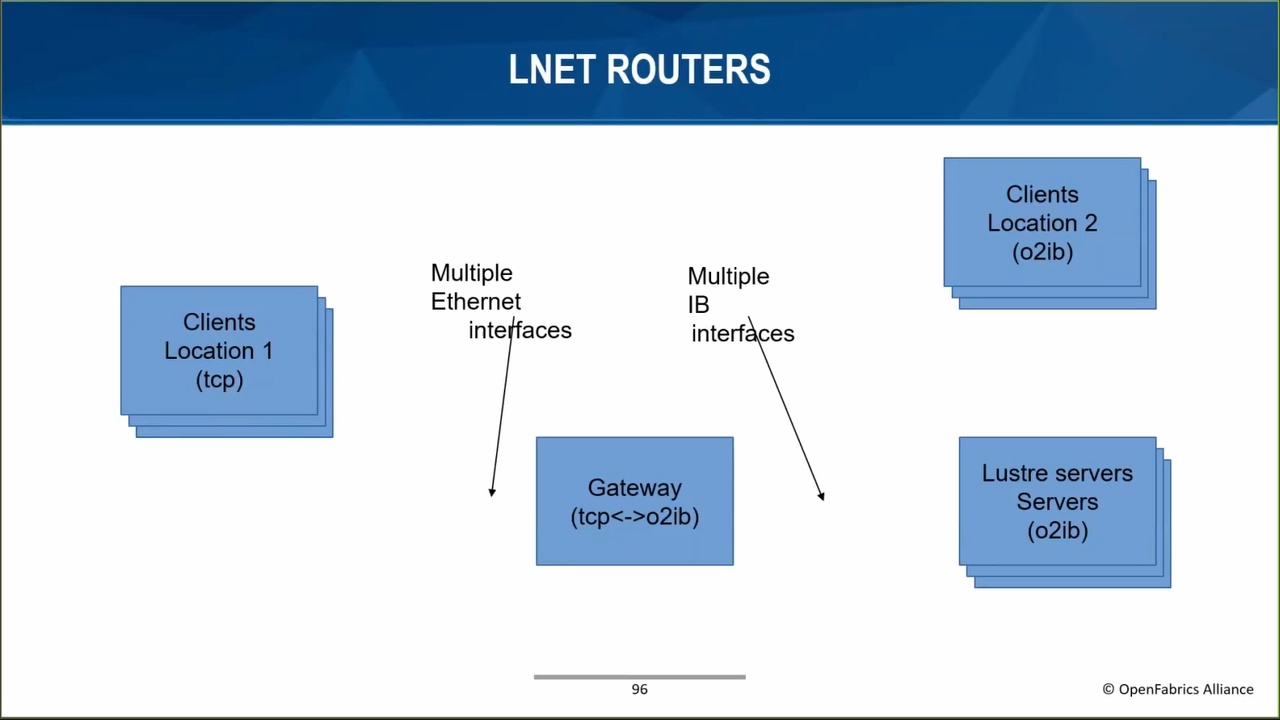 LNET ROUTERS
Clients
Location 2
(o2ib)
Multiple
Ethernet
interfaces
Multiple
IB
interfaces
Clients
Location 1
(tcp)
Gateway
(tcp<->o2ib)
Lustre servers
Servers
(o2ib)
96
© OpenFabrics Alliance